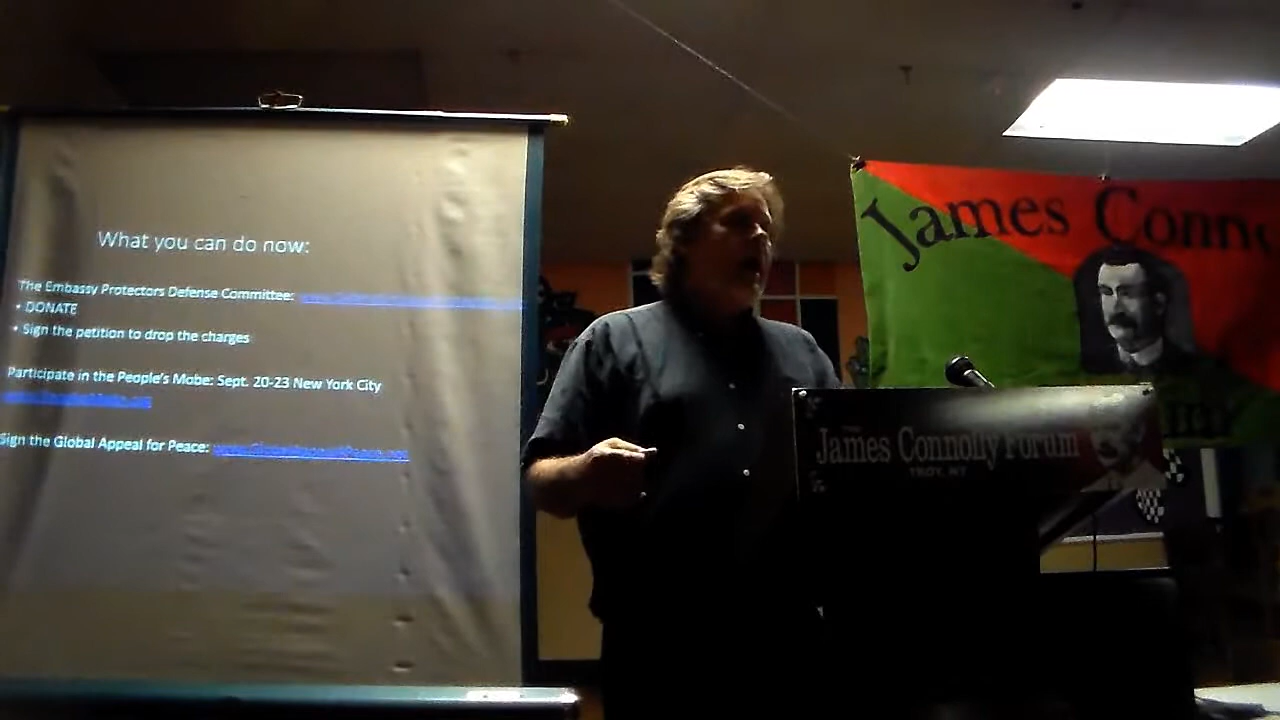 What you can do now:
The Embassy Protectors Defense Committee:
• DONATE
• Sign the petition to drop the charges
Participate in the People's Mobe: Sept. 20-23 New York City
Sign the Global Appeal for Peace:
James Conno
James Connolly Forum
TROY, NY